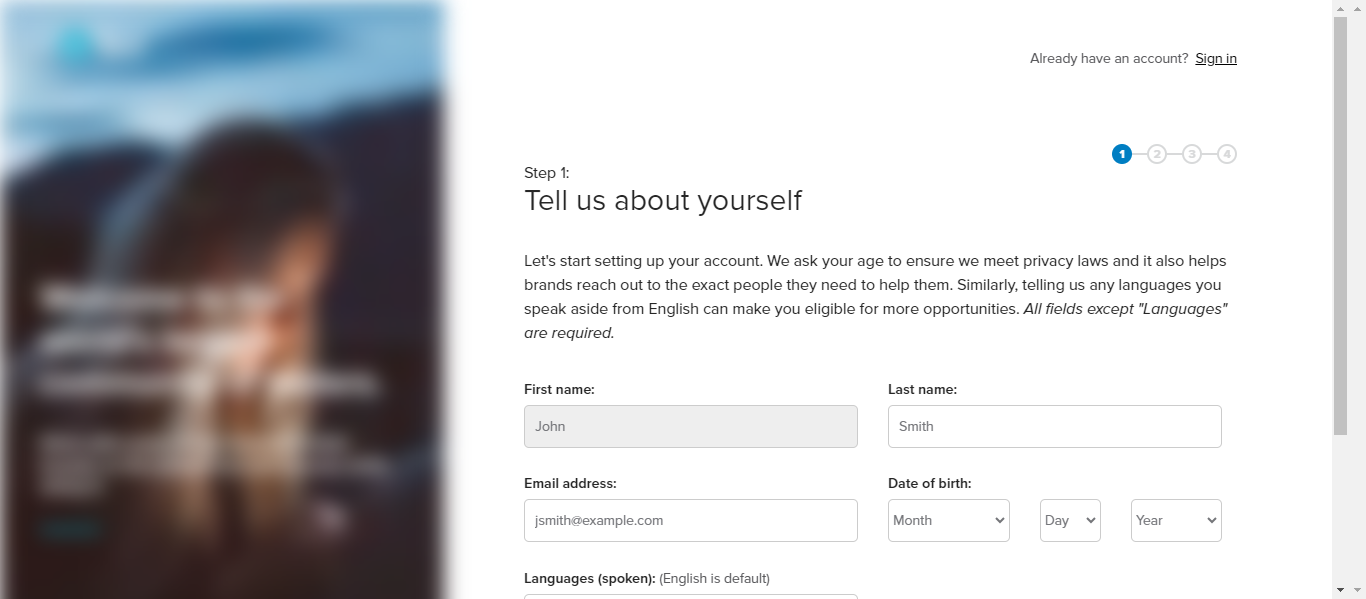 Already have an account? Sign in
1 2 3 4
Step 1:
Tell us about yourself
Let's start setting up your account. We ask your age to ensure we meet privacy laws and it also helps
brands reach out to the exact people they need to help them. Similarly, telling us any languages you
speak aside from English can make you eligible for more opportunities. All fields except "Languages"
are required.
First name:
Last name:
John
Smith
Email address:
Date of birth:
jsmith@example.com
Month
Day
Year
Languages (spoken): (English is default)